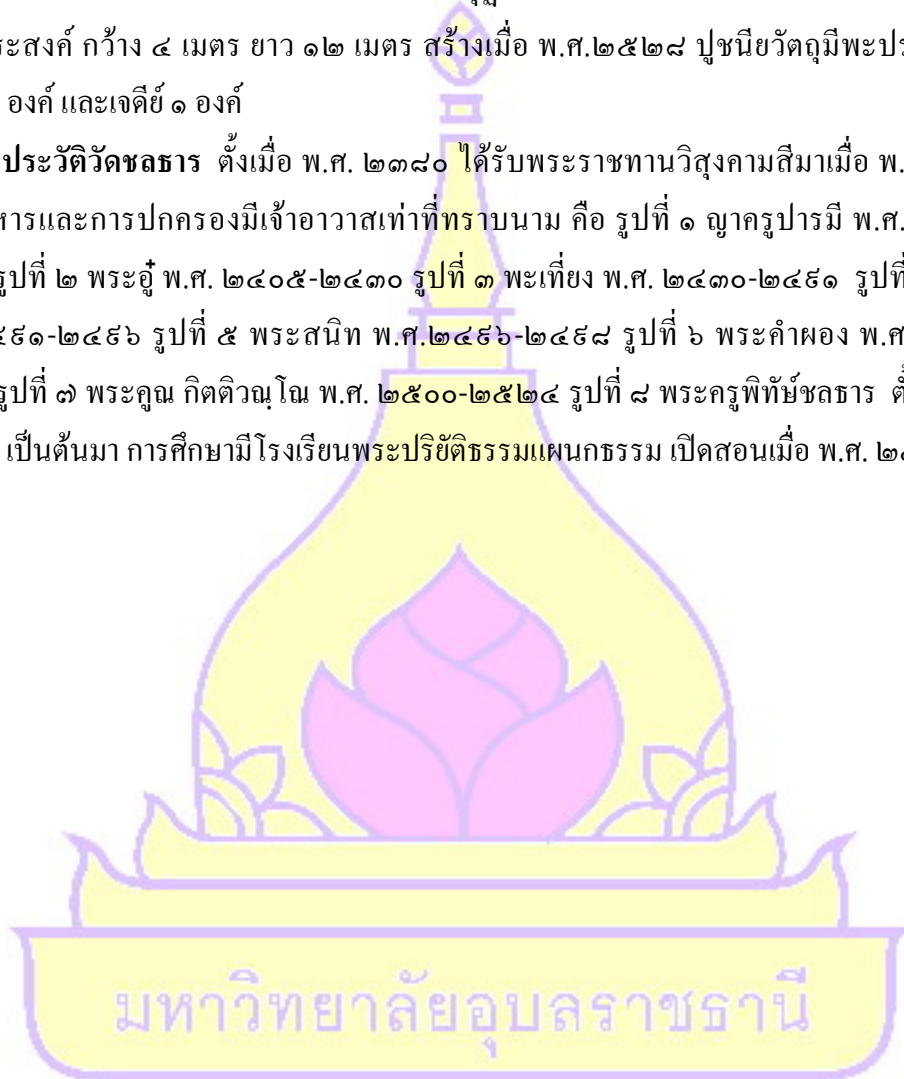 ระสงค์ กว้าง ๔ เมตร ยาว ๑๒ เมตร สร้างเมื่อ พ.ศ.๒๕๒๘ ปูชนียวัตถุมีพะประ
องค์ และเจดีย์ ๑ องค์
ประวัติวัดชลธาร ตั้งเมื่อ พ.ศ. ๒๓๘๐ ได้รับพระราชทานวิสุงคามสีมาเมื่อ พ.
หารและการปกครองมีเจ้าอาวาสเท่าที่ทราบนาม คือ รูปที่ ๑ ญาครูปารมี พ.ศ.
รูปที่ ๒ พระอู๋ พ.ศ. ๒๔๐๕-๒๔๓๐ รูปที่ ๓ พะเที่ยง พ.ศ. ๒๔๓๐-๒๔๙๑ รูปที่
๔๙๑-๒๔๙๖ รูปที่ ๕ พระสนิท พ.ศ.๒๔๙๖-๒๔๙๘ รูปที่ ๖ พระคำผอง พ.ศ
รูปที่ ๗ พระคูณ กิตติวณฺโณ พ.ศ. ๒๕๐๐-๒๕๒๔ รูปที่ ๘ พระครูพิทัษ์ชลธาร ตั้
เป็นต้นมา การศึกษามีโรงเรียนพระปริยัติธรรมแผนกธรรม เปิดสอนเมื่อ พ.ศ.
มหาวิทยาลัยอุบลราชธานี